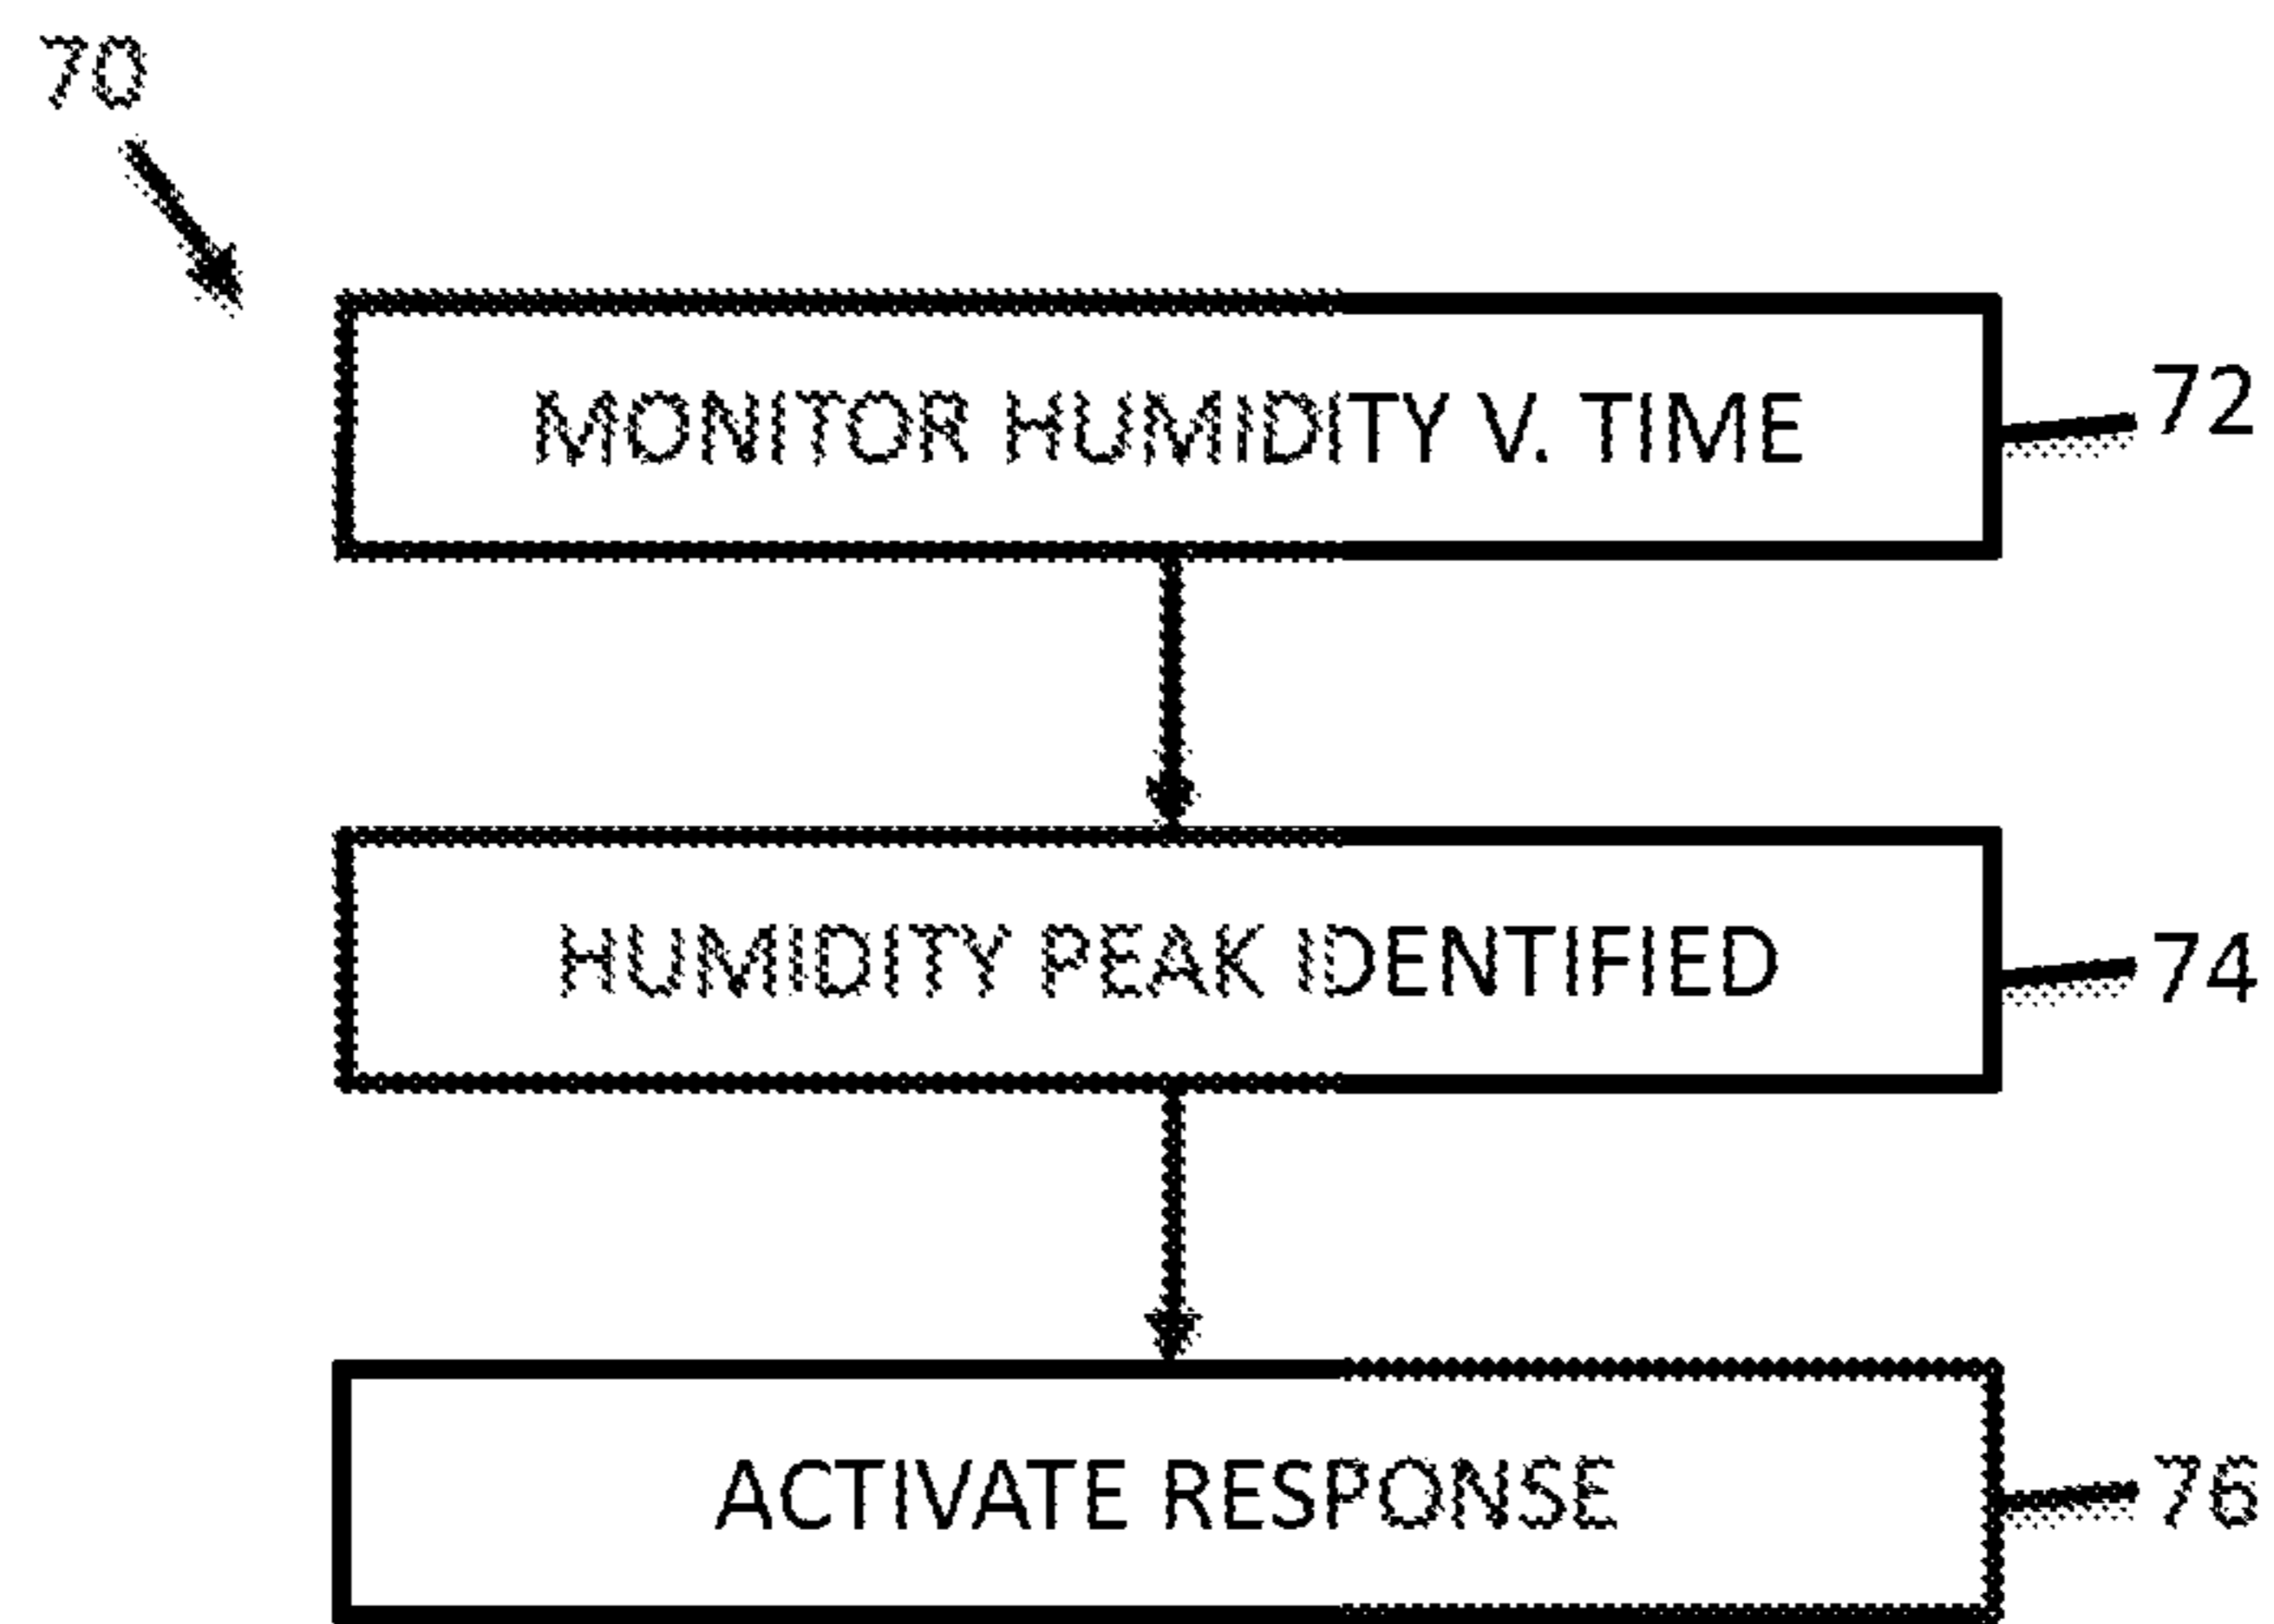 70
MONITOR HUMIDITY V. TIME
72
HUMIDITY PEAK IDENTIFIED
74
ACTIVATE RESPONSE
76